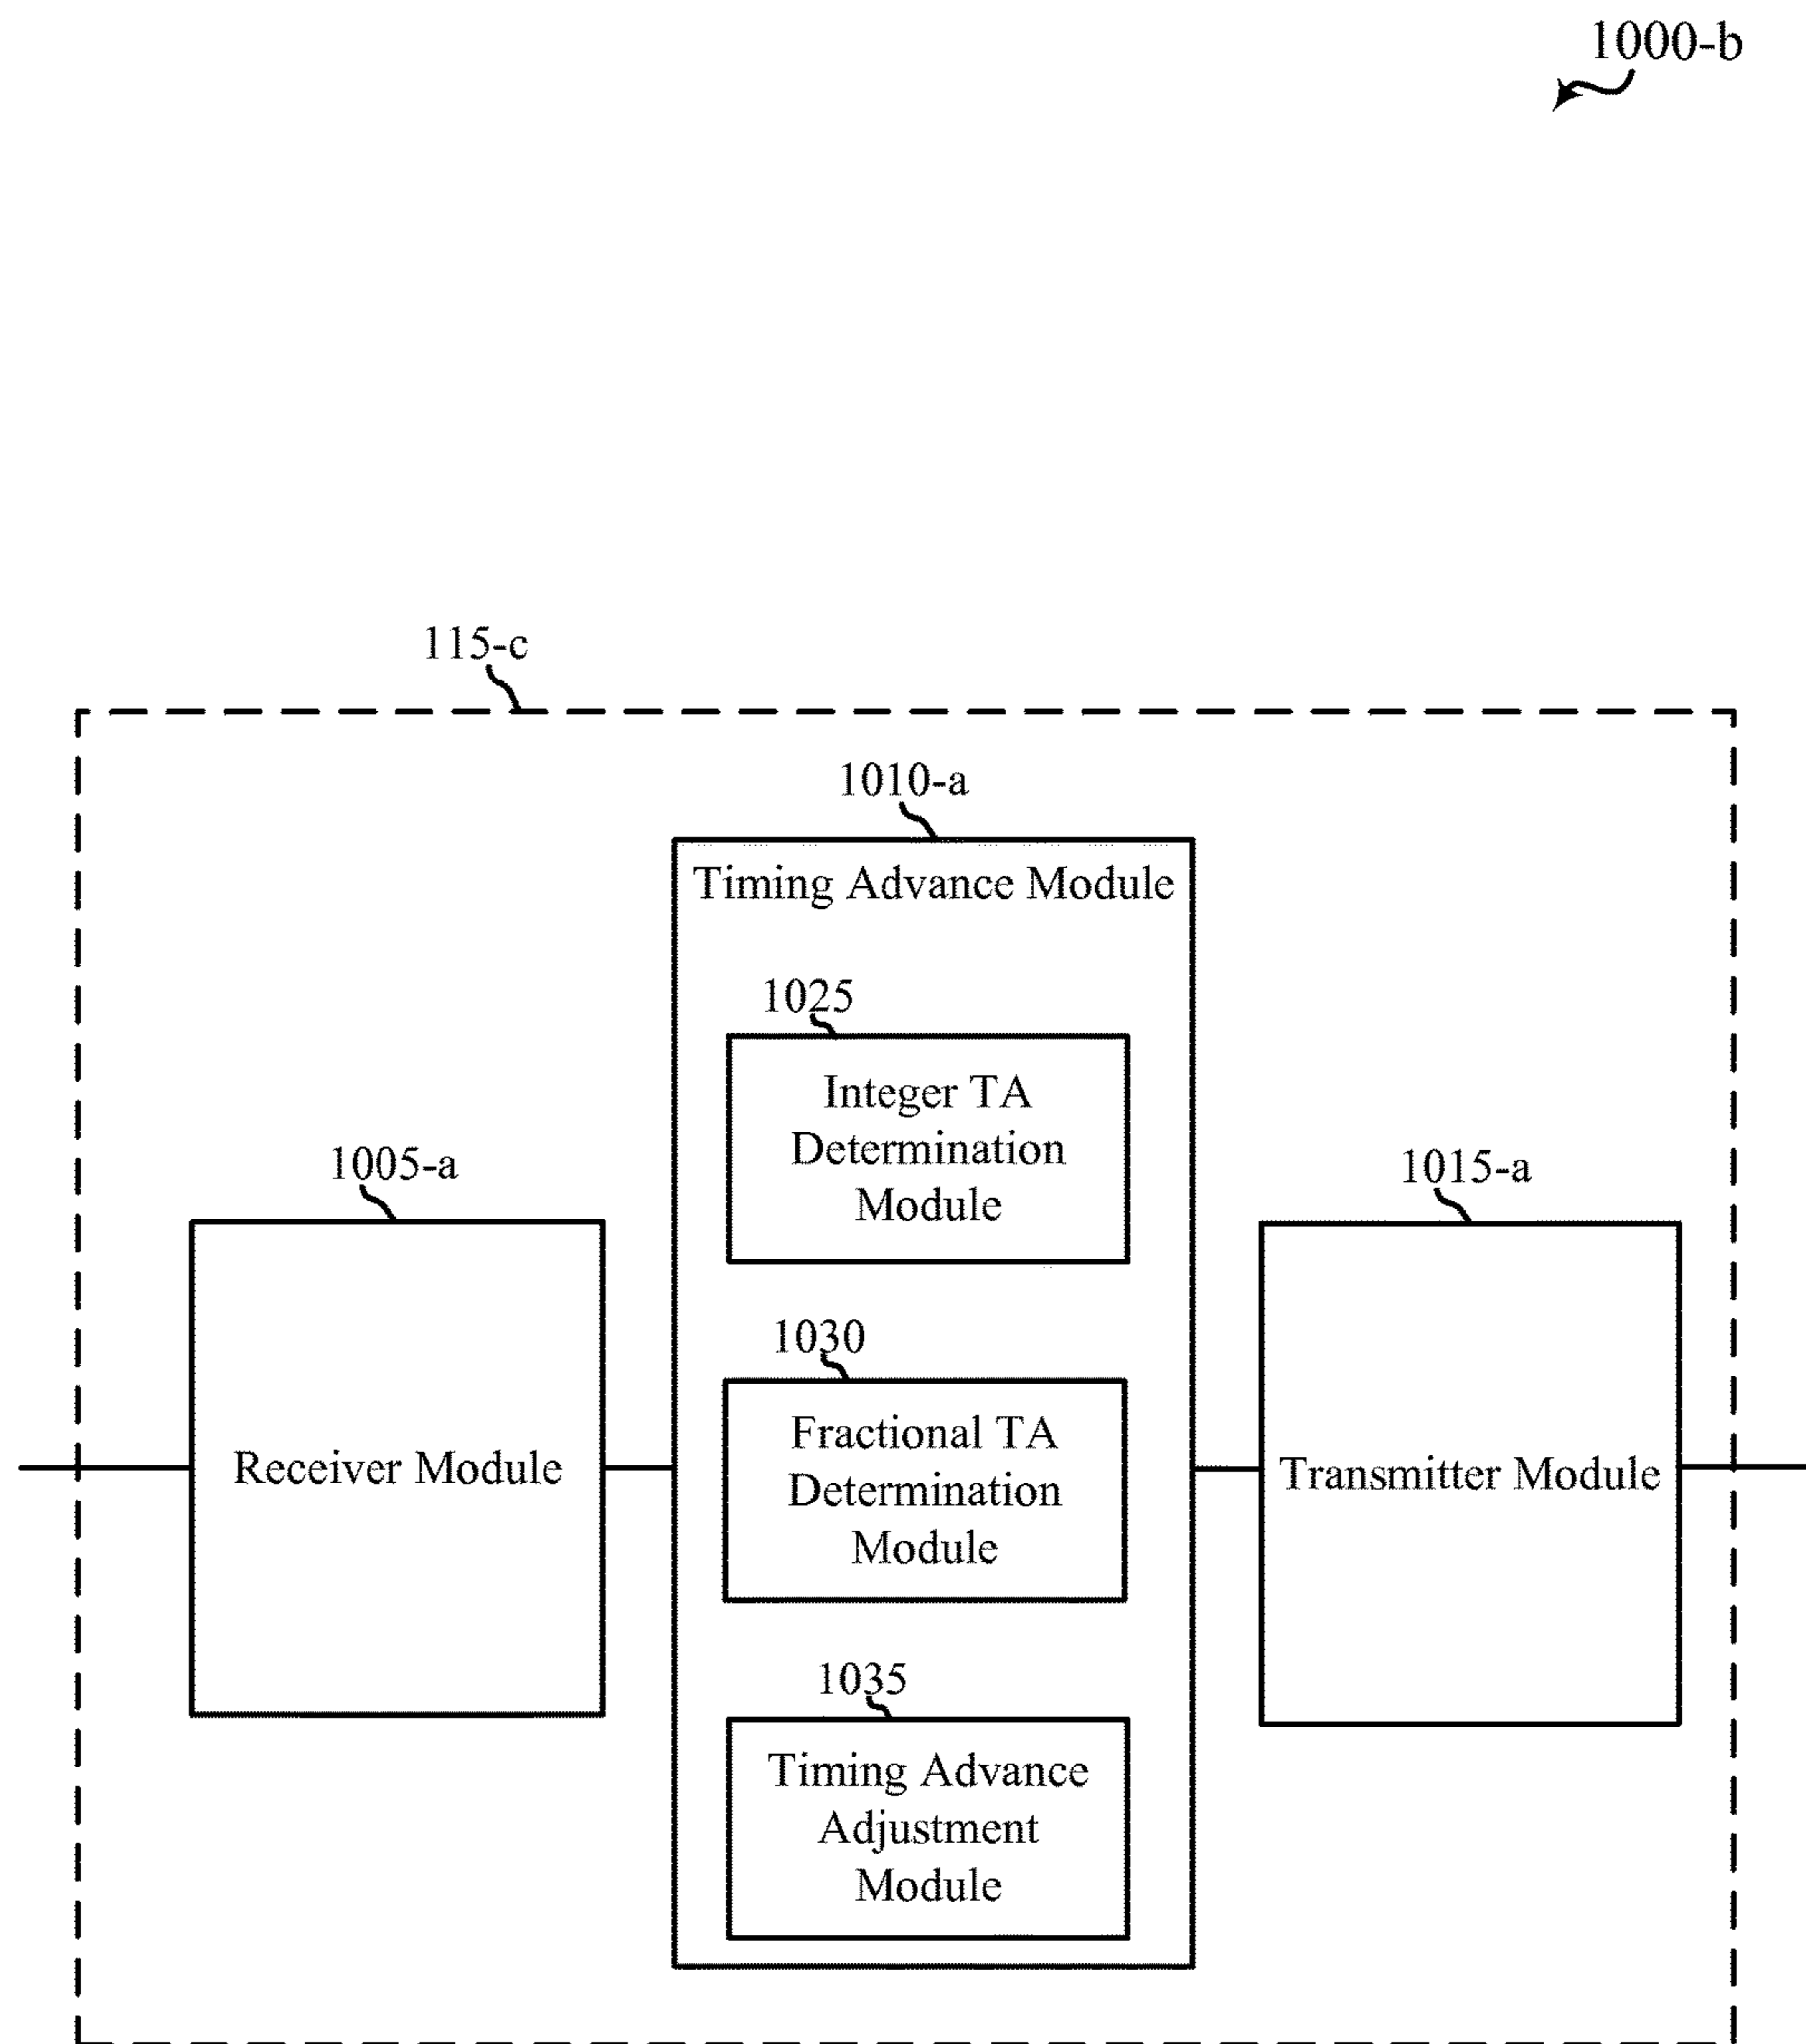 1000-b
115-c
1010-a
Timing Advance Module
1025
Integer TA
Determination
Module
1005-a
Receiver Module
1030
Fractional TA
Determination
Module
1015-a
Transmitter Module
1035
Timing Advance
Adjustment
Module